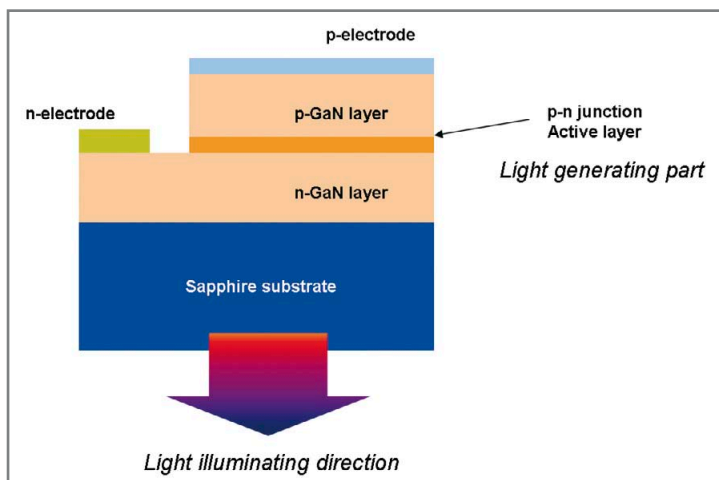 p-electrode
n-electrode
p-GaN layer
p-n junction
Active layer
Light generating part
n-GaN layer
Sapphire substrate
Light illuminating direction